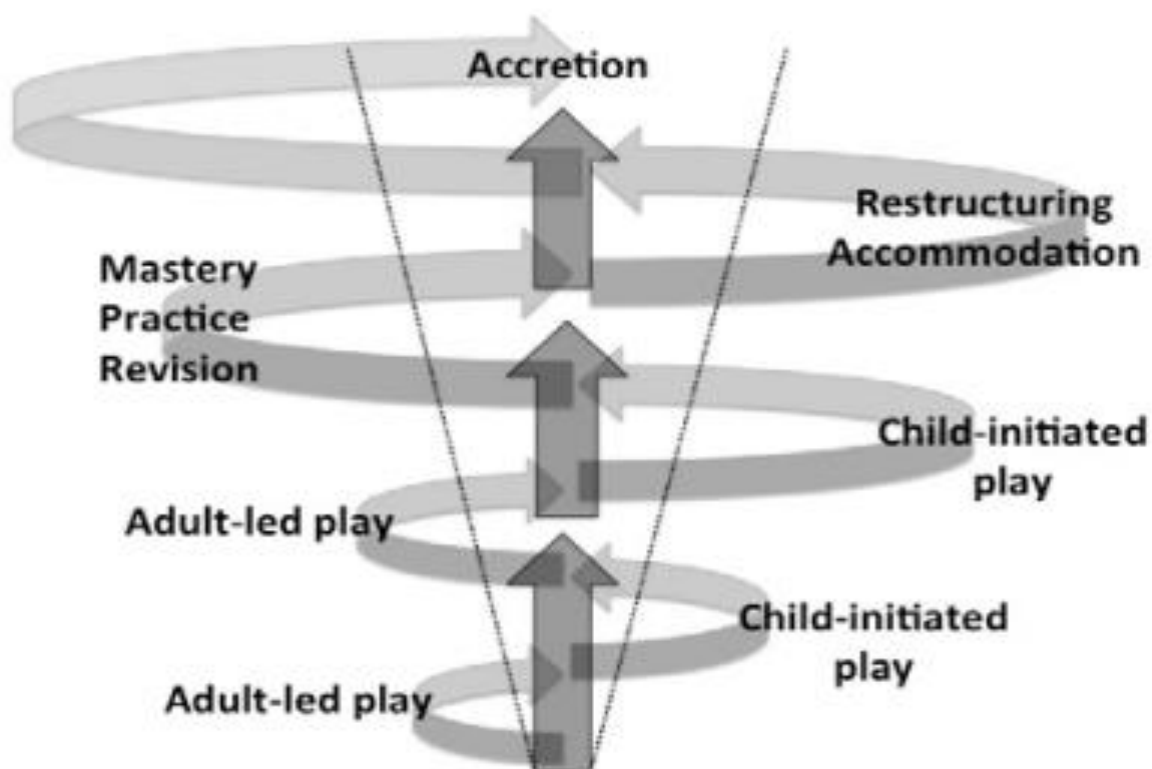 Accretion
Restructuring
Accommodation
Mastery
Practice
Revision
Child-initiated
play
Adult-led play
Child-initiated
play
Adult-led play